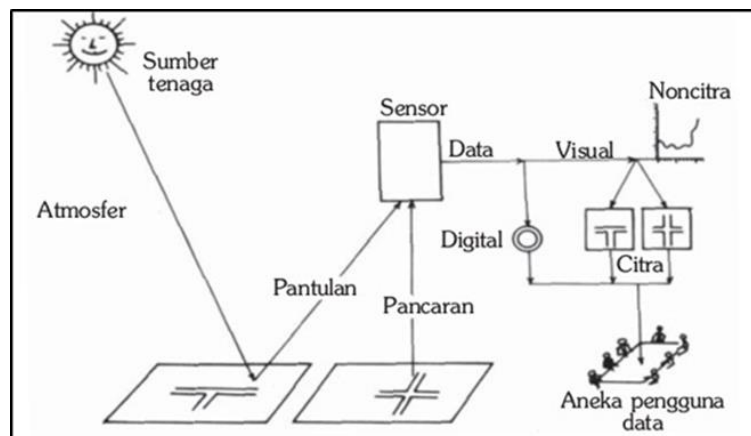 Sumber
tenaga
Sensor
Noncitra
Data
Visual
Atmosfer
Digital
Citra
Pantulan
Pancaran
Aneka pengguna
data